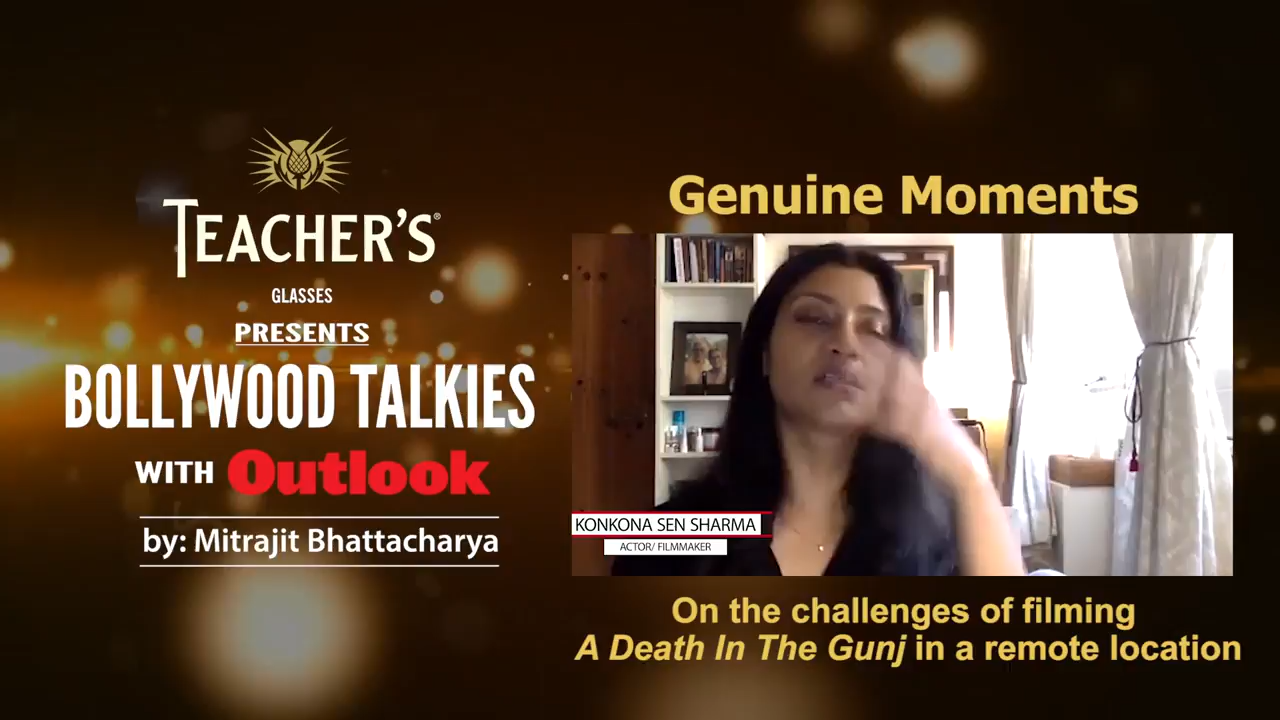 TEACHER'S®
GLASSES
PRESENTS
BOLLYWOOD TALKIES
WITH Outlook
by: Mitrajit Bhattacharya
Genuine Moments
KONKONA SEN SHARMA
ACTOR/ FILMMAKER
On the challenges of filming
A Death In The Gunj in a remote location